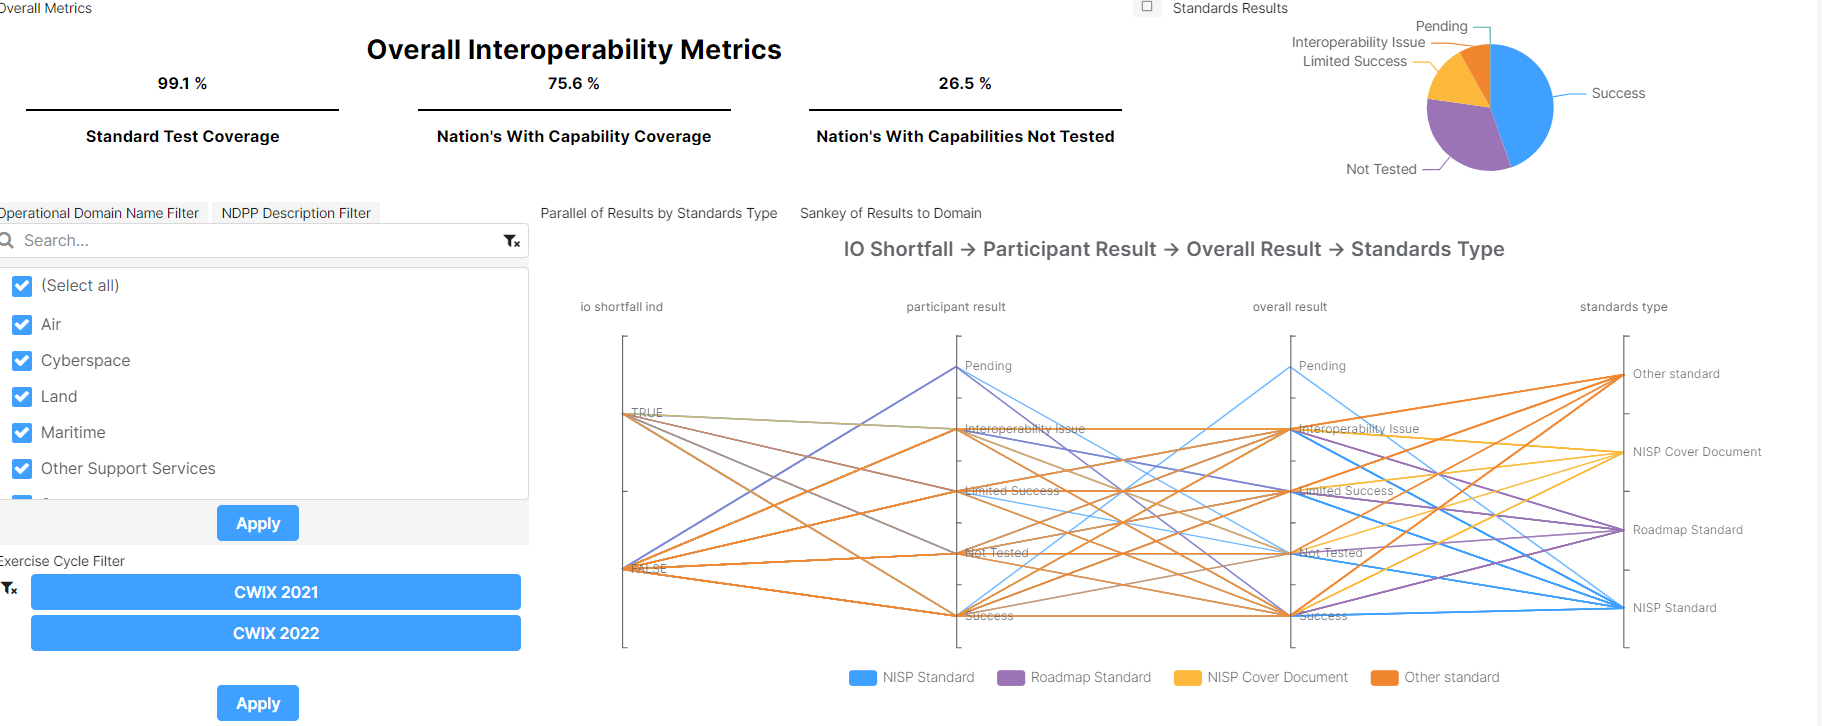 Overall Metrics
Standards Results
Overall Interoperability Metrics
99.1 %
Standard Test Coverage
75.6 %
Nation's With Capability Coverage
26.5 %
Nation's With Capabilities Not Tested
Pending
Interoperability Issue
Limited Success
Success
Not Tested
Operational Domain Name Filter
NDPP Description Filter
Search...
(Select all)
Air
Cyberspace
Land
Maritime
Other Support Services
Apply
Exercise Cycle Filter
CWIX 2021
CWIX 2022
Apply
Parallel of Results by Standards Type
Sankey of Results to Domain
IO Shortfall → Participant Result → Overall Result → Standards Type
io shortfall ind
TRUE
FALSE
participant result
Pending
Interoperability Issue
Limited Success
Not Tested
Success
overall result
Pending
Interoperability Issue
Limited Success
Not Tested
Success
standards type
Other standard
NISP Cover Document
Roadmap Standard
NISP Standard
NISP Standard
Roadmap Standard
NISP Cover Document
Other standard